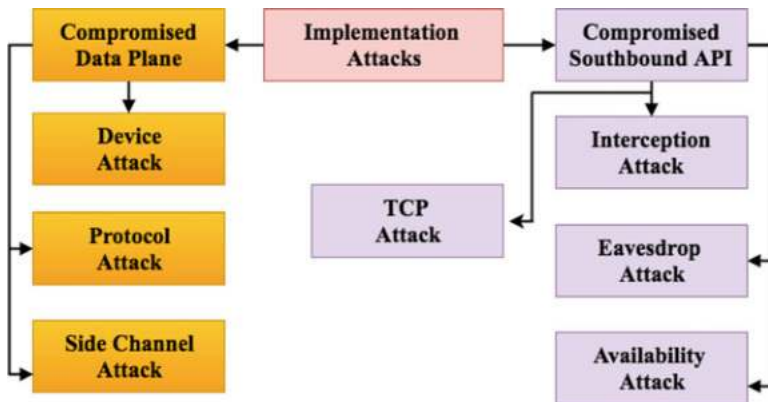 Compromised
Data Plane
Implementation
Attacks
Compromised
Southbound API
Device
Attack
Interception
Attack
TCP
Attack
Protocol
Attack
Eavesdrop
Attack
Side Channel
Attack
Availability
Attack